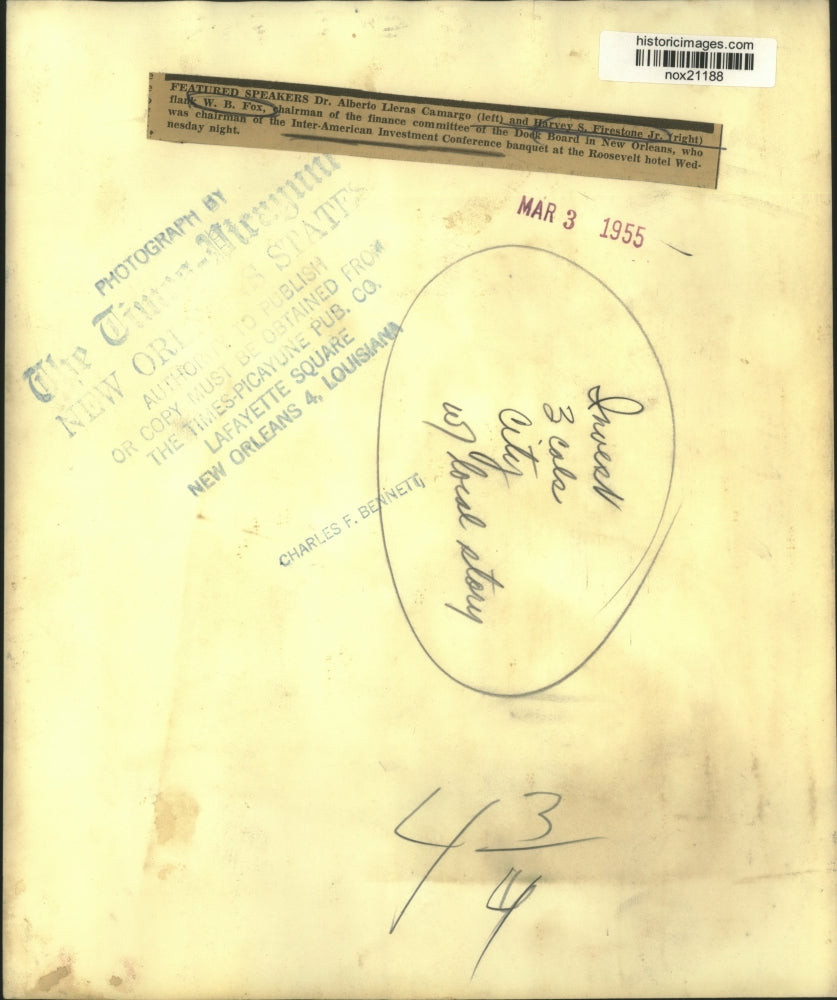 historicimages.com
nox21188
FEATURED SPEAKERS Dr. Alberto Lleras Camargo (left) and Harvey S. Firestone Jr. (right)
flank W. B. Fox, chairman of the finance committee of the Dock Board in New Orleans, who
was chairman of the Inter-American Investment Conference banquet at the Roosevelt hotel Wed-
nesday night.
MAR 3 1955
PHOTOGRAPH BY
The Times-Picayune
NEW ORLEANS STATES
AUTHORITY TO PUBLISH
OR COPY MUST BE OBTAINED FROM
THE TIMES-PICAYUNE PUB. CO.
LAFAYETTE SQUARE
NEW ORLEANS 4, LOUISIANA
CHARLES F. BENNETT
Invest
3 cols
City
w/ local story
4 3/4